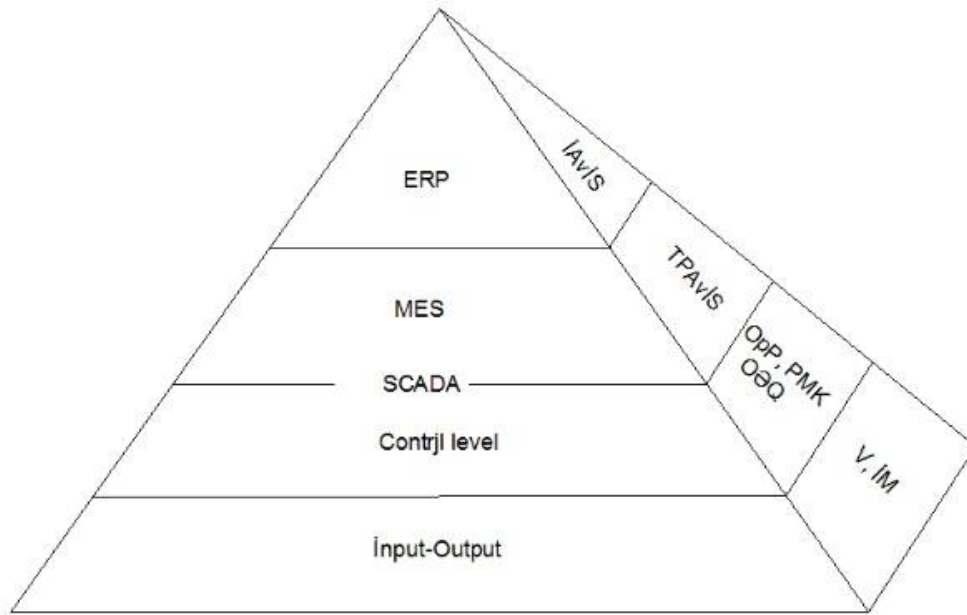 ERP
İAvİS
MES
TPAvİS
SCADA
OpP, PMK
OƏQ
Contrjl level
V, İM
İnput-Output